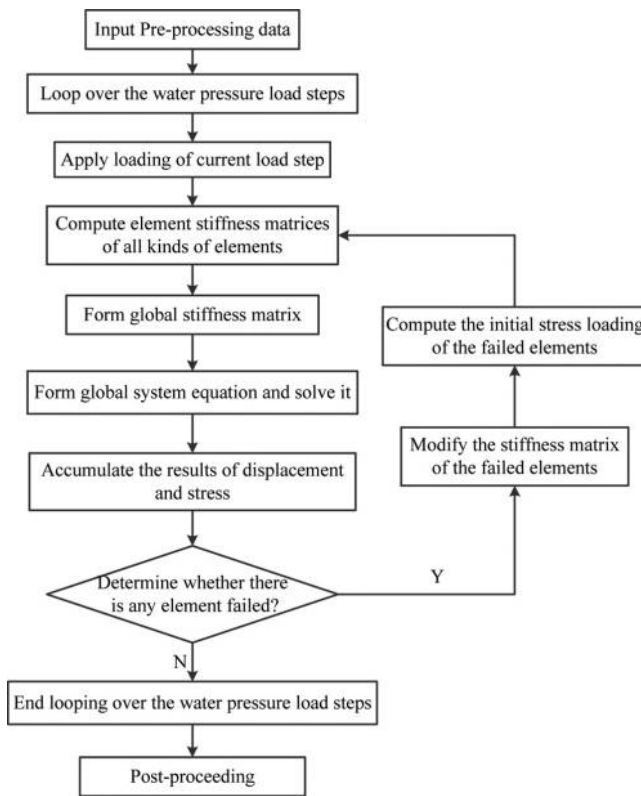 Input Pre-processing data
Loop over the water pressure load steps
Apply loading of current load step
Compute element stiffness matrices
of all kinds of elements
Form global stiffness matrix
Compute the initial stress loading
of the failed elements
Form global system equation and solve it
Modify the stiffness matrix
of the failed elements
Accumulate the results of displacement
and stress
Determine whether there
is any element failed?
Y
N
End looping over the water pressure load steps
Post-proceeding